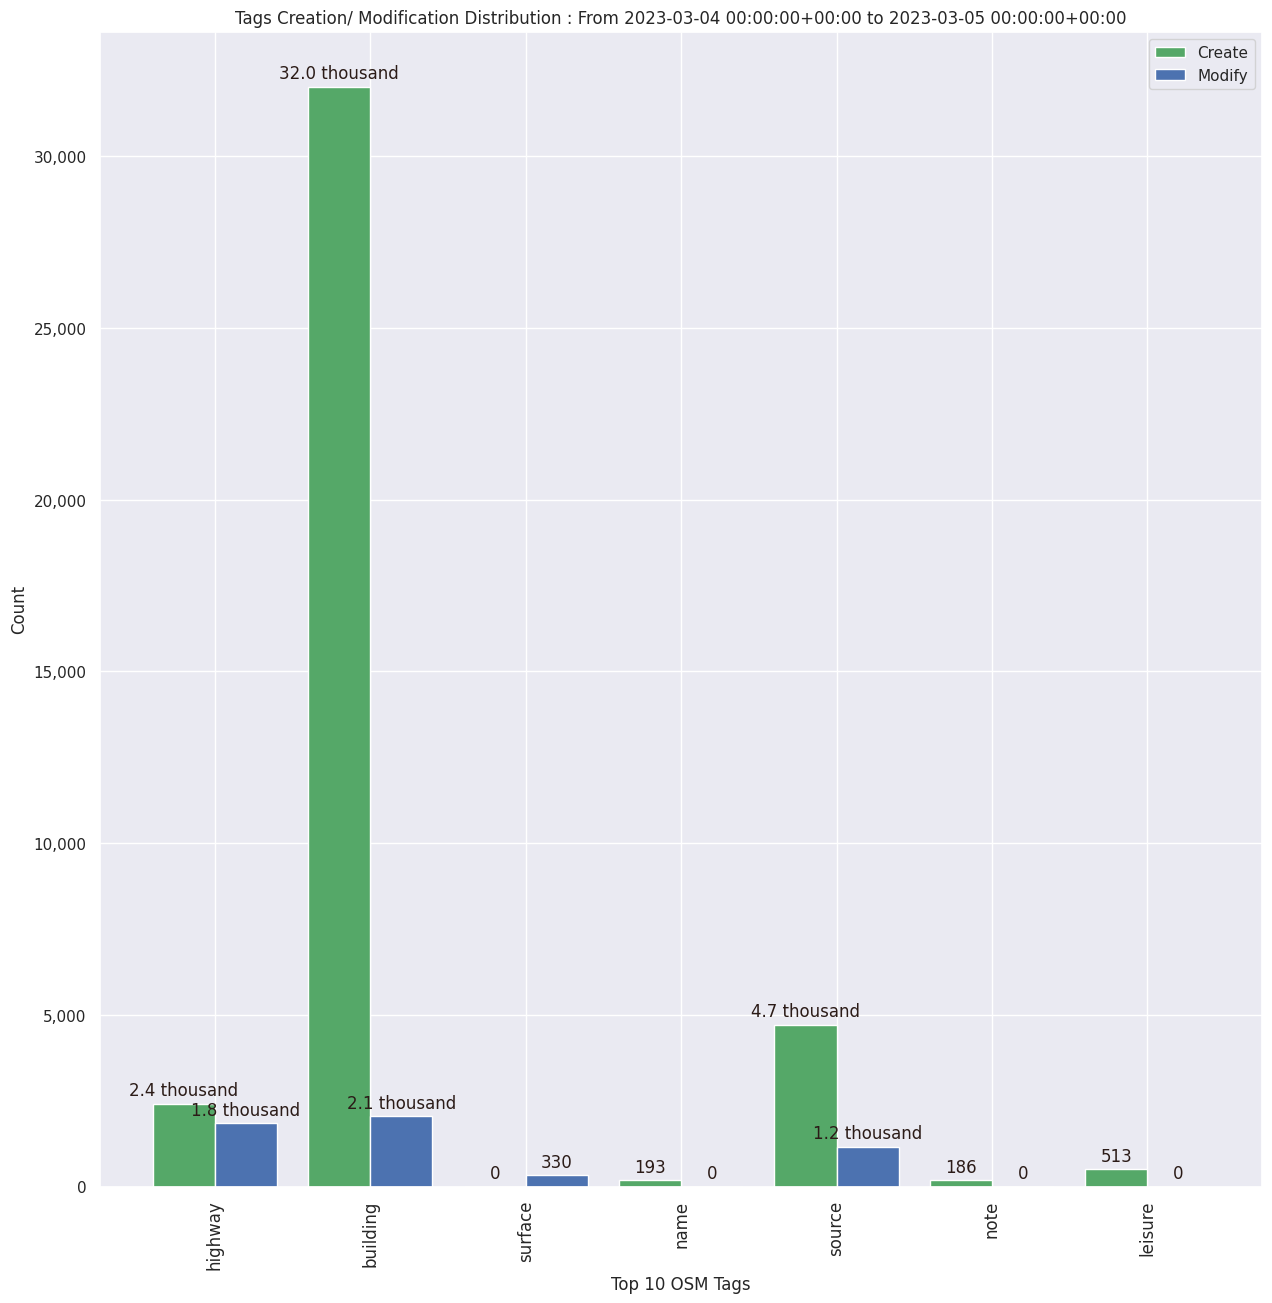 Tags Creation/ Modification Distribution : From 2023-03-04 00:00:00+00:00 to 2023-03-05 00:00:00+00:00
Create
Modify
32.0 thousand
30,000
25,000
20,000
15,000
10,000
5,000
0
Count
2.4 thousand
1.8 thousand
2.1 thousand
0
330
193
0
4.7 thousand
1.2 thousand
186
0
513
0
highway
building
surface
name
source
note
leisure
Top 10 OSM Tags